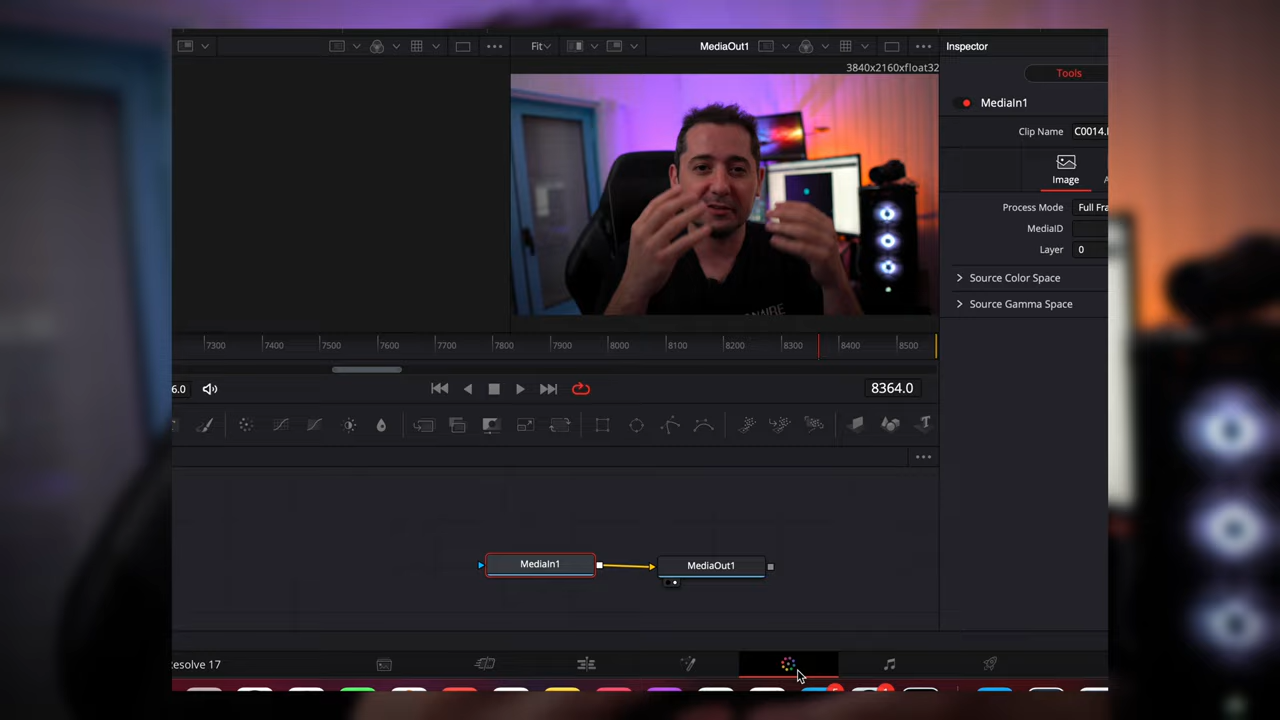 Fit MediaOut1 Inspector
3840x2160xfloat32
Tools
MediaIn1
Clip Name C0014.
Image
Process Mode Full Fra
MediaID
Layer 0
Source Color Space
Source Gamma Space
7300 7400 7500 7600 7700 7800 7900 8000 8100 8200 8300 8400 8500
6.0 8364.0
MediaIn1 MediaOut1
esolve 17